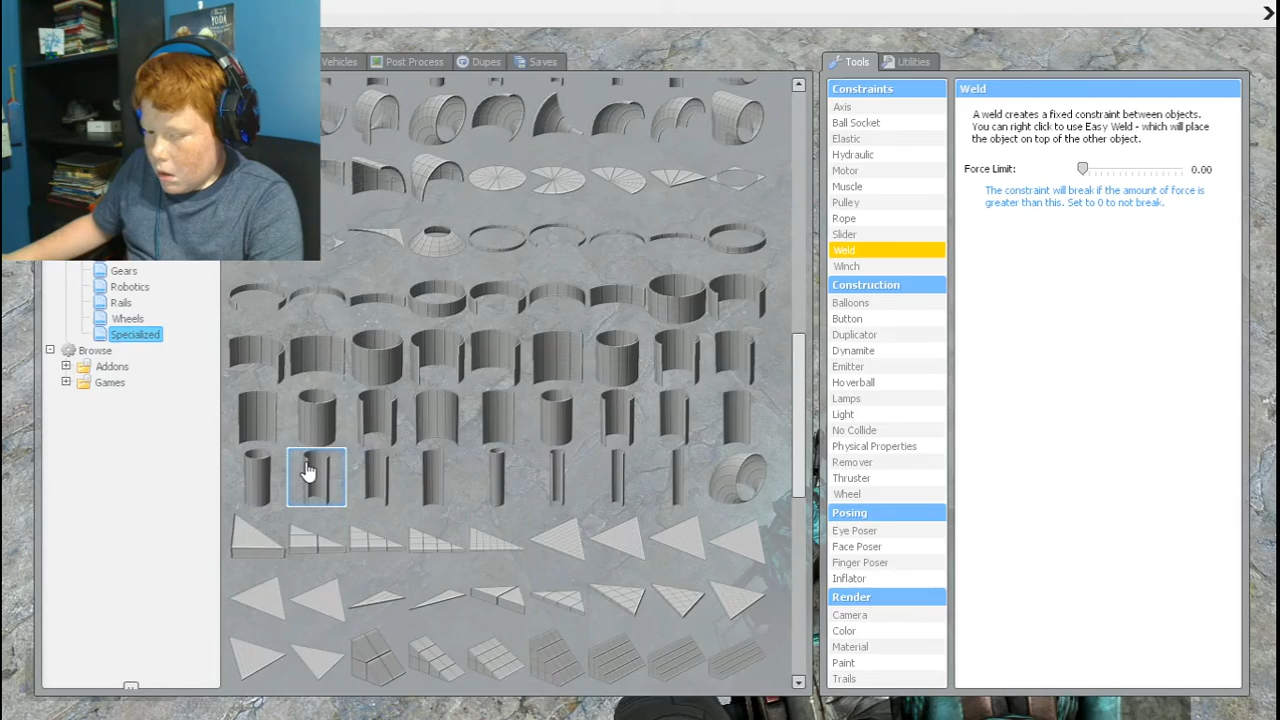 YODA
Vehicles
Post Process
Dupes
Saves
Tools
Utilities
Gears
Robotics
Rails
Wheels
Specialized
Browse
Addons
Games
Constraints
Axis
Ball Socket
Elastic
Hydraulic
Motor
Muscle
Pulley
Rope
Slider
Weld
Winch
Construction
Balloons
Button
Duplicator
Dynamite
Emitter
Hoverball
Lamps
Light
No Collide
Physical Properties
Remover
Thruster
Wheel
Posing
Eye Poser
Face Poser
Finger Poser
Inflator
Render
Camera
Color
Material
Paint
Trails
Weld
A weld creates a fixed constraint between objects.
You can right click to use Easy Weld - which will place
the object on top of the other object.
Force Limit:
0.00
The constraint will break if the amount of force is
greater than this. Set to 0 to not break.